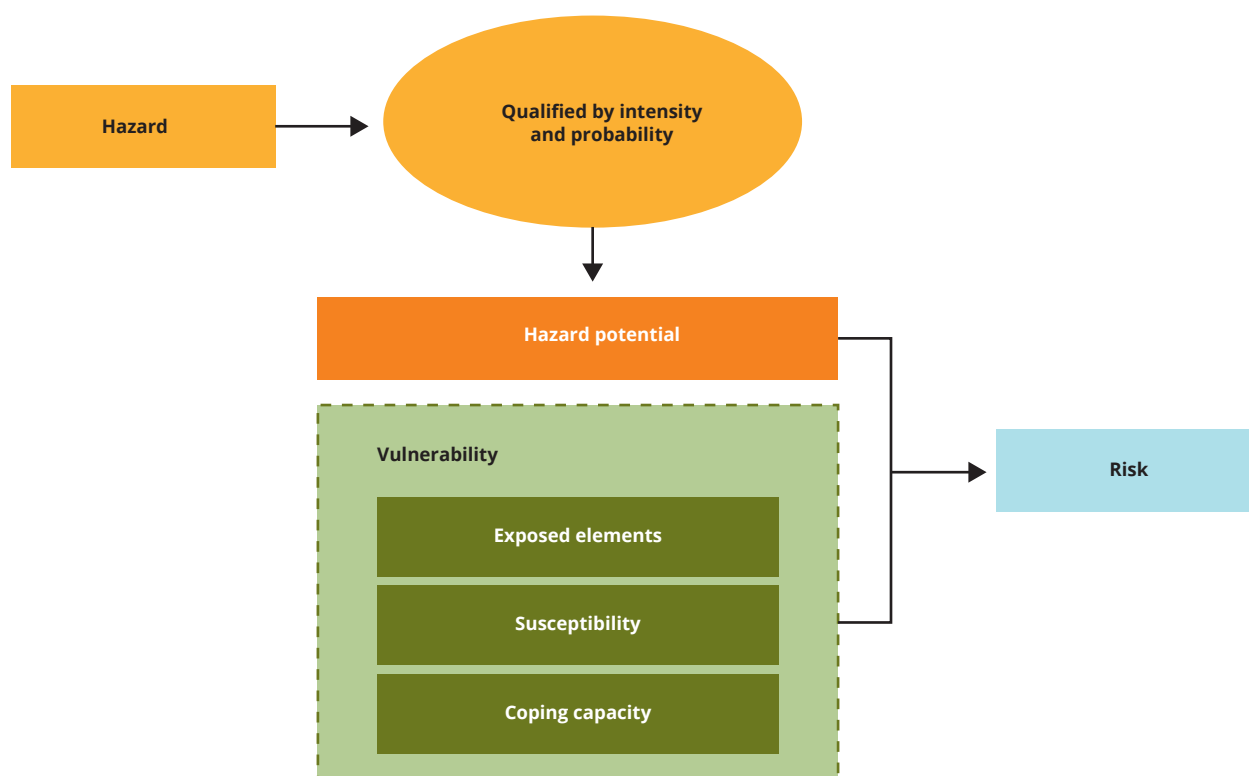 Hazard
Qualified by intensity
and probability
Hazard potential
Vulnerability
Exposed elements
Susceptibility
Coping capacity
Risk